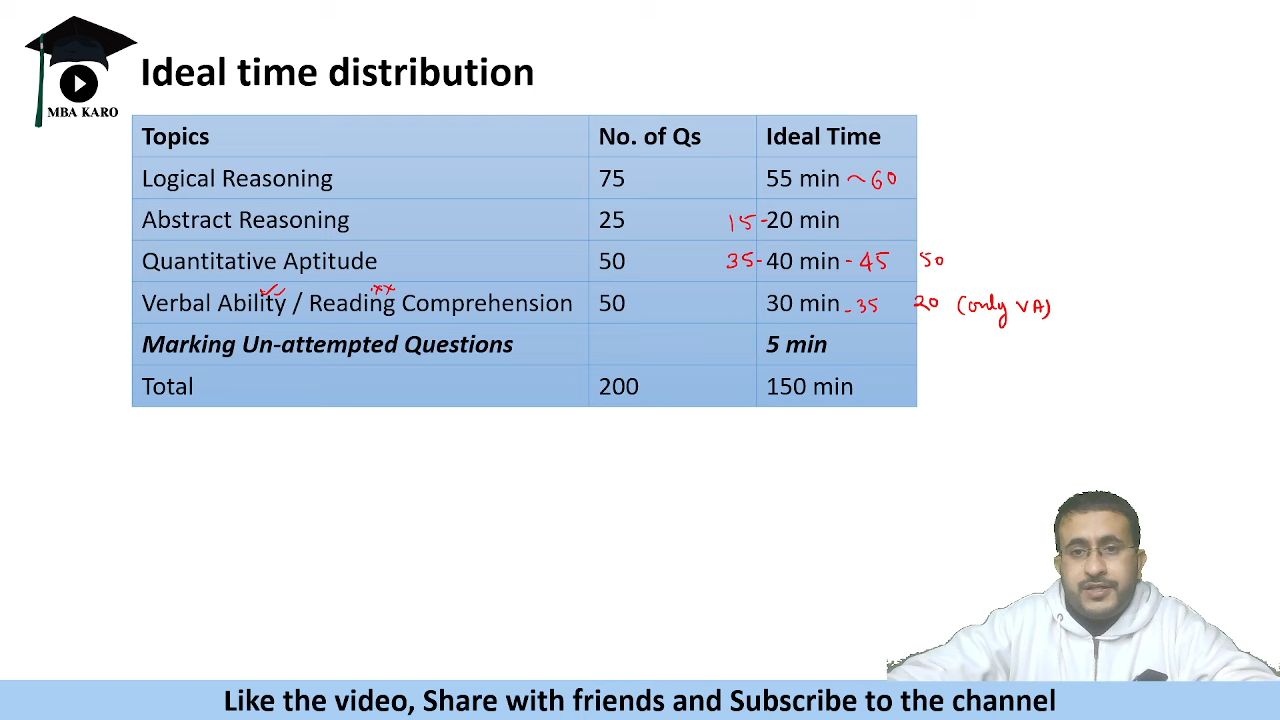 MBA KARO
Ideal time distribution
Topics No. of Qs Ideal Time
Logical Reasoning 75 55 min ~60
Abstract Reasoning 25 15-20 min
Quantitative Aptitude 50 35-40 min - 45 50
Verbal Ability / Reading Comprehension 50 30 min - 35 20 (only VA)
Marking Un-attempted Questions 5 min
Total 200 150 min
Like the video, Share with friends and Subscribe to the channel